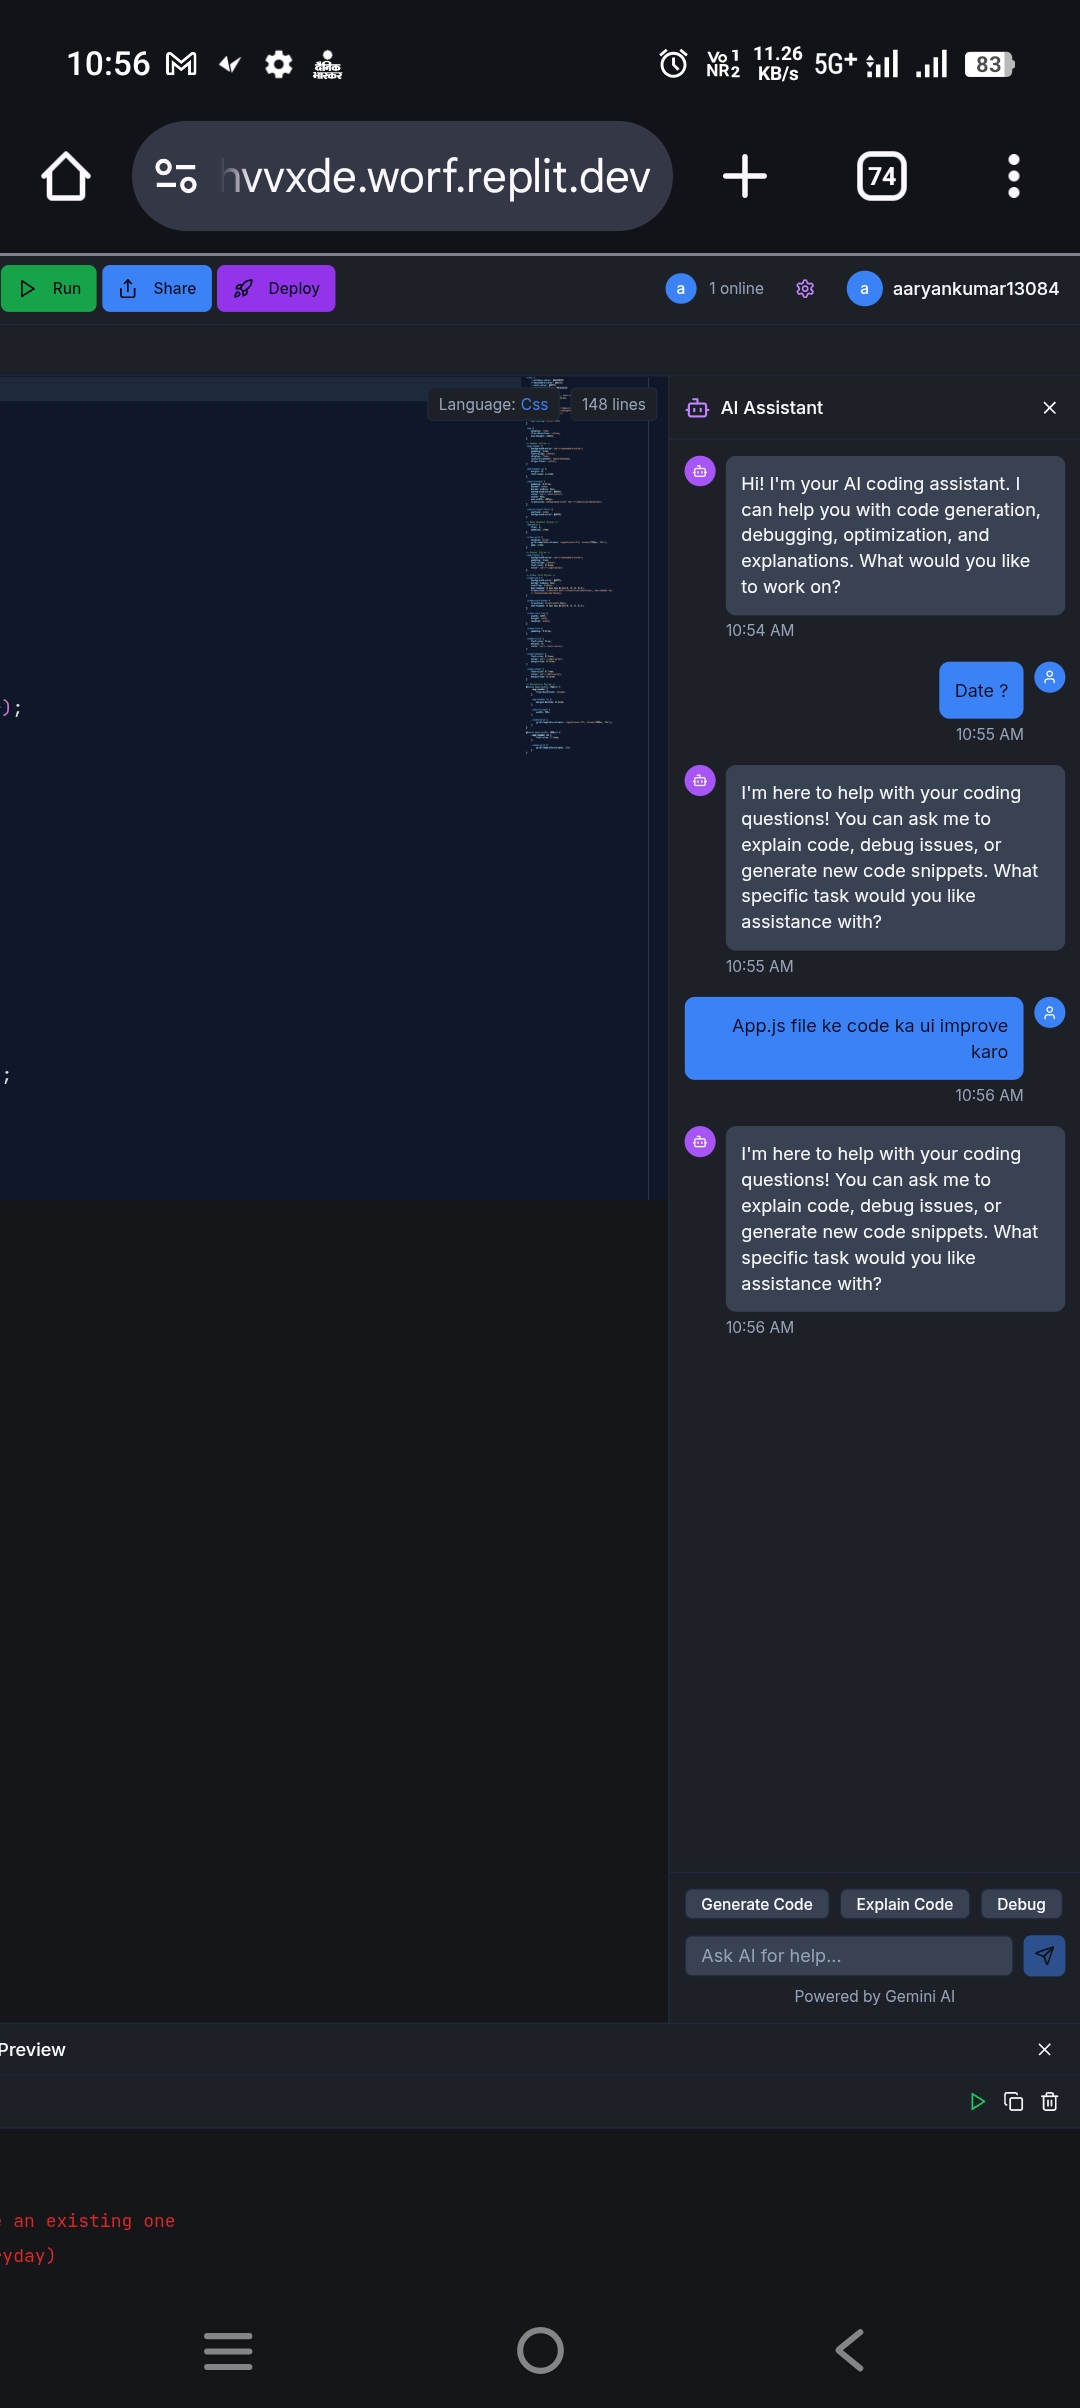 10:56
दैनिक
भास्कर
Vo 1
NR 2
11.26
KB/s
5G+
83
hvvxde.worf.replit.dev
74
Run
Share
Deploy
a
1 online
a
aaryankumar13084
Language: Css
148 lines
);
;
AI Assistant
Hi! I'm your AI coding assistant. I
can help you with code generation,
debugging, optimization, and
explanations. What would you like
to work on?
10:54 AM
Date ?
10:55 AM
I'm here to help with your coding
questions! You can ask me to
explain code, debug issues, or
generate new code snippets. What
specific task would you like
assistance with?
10:55 AM
App.js file ke code ka ui improve
karo
10:56 AM
I'm here to help with your coding
questions! You can ask me to
explain code, debug issues, or
generate new code snippets. What
specific task would you like
assistance with?
10:56 AM
Generate Code
Explain Code
Debug
Ask AI for help...
Powered by Gemini AI
Preview
an existing one
yday)